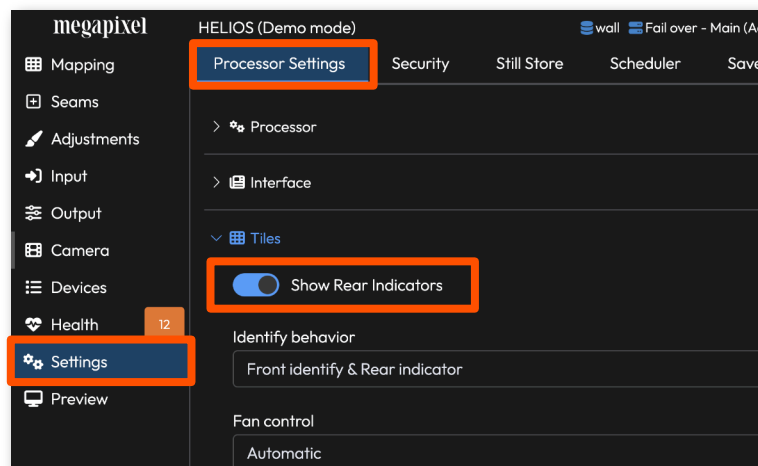 megapixel
HELIOS (Demo mode)
wall
Fail over - Main (A
Mapping
Seams
Adjustments
Input
Output
Camera
Devices
Health
12
Settings
Preview
Processor Settings
Security
Still Store
Scheduler
Save
Processor
Interface
Tiles
Show Rear Indicators
Identify behavior
Front identify & Rear indicator
Fan control
Automatic